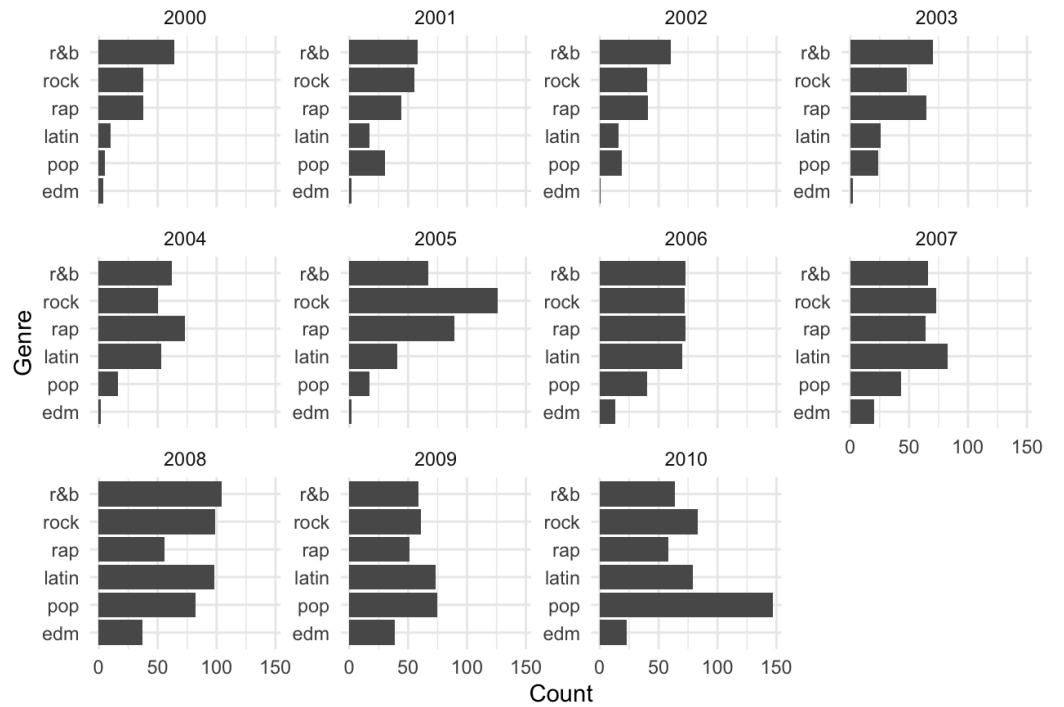 2000
2001
2002
2003
r&b
rock
rap
latin
pop
edm
r&b
rock
rap
latin
pop
edm
r&b
rock
rap
latin
pop
edm
r&b
rock
rap
latin
pop
edm
2004
2005
2006
2007
r&b
rock
rap
latin
pop
edm
r&b
rock
rap
latin
pop
edm
r&b
rock
rap
latin
pop
edm
r&b
rock
rap
latin
pop
edm
0 50 100 150
Genre
2008
2009
2010
r&b
rock
rap
latin
pop
edm
r&b
rock
rap
latin
pop
edm
r&b
rock
rap
latin
pop
edm
0 50 100 150
0 50 100 150
0 50 100 150
Count